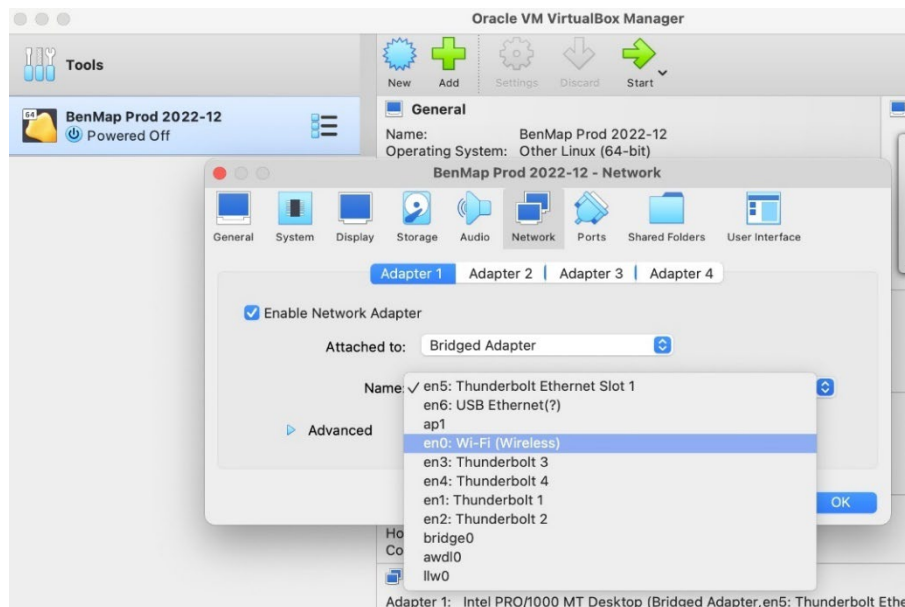 Oracle VM VirtualBox Manager
Tools
New Add Settings Discard Start
64
BenMap Prod 2022-12
Powered Off
General
Name: BenMap Prod 2022-12
Operating System: Other Linux (64-bit)
BenMap Prod 2022-12 - Network
General System Display Storage Audio Network Ports Shared Folders User Interface
Adapter 1 Adapter 2 Adapter 3 Adapter 4
Enable Network Adapter
Attached to: Bridged Adapter
Name: ✓ en5: Thunderbolt Ethernet Slot 1
en6: USB Ethernet(?)
ap1
Advanced
en0: Wi-Fi (Wireless)
en3: Thunderbolt 3
en4: Thunderbolt 4
en1: Thunderbolt 1
OK
en2: Thunderbolt 2
Ho
bridge0
Co
awdl0
llw0
Adapter 1: Intel PRO/1000 MT Desktop (Bridged Adapter,en5: Thunderbolt Ethe